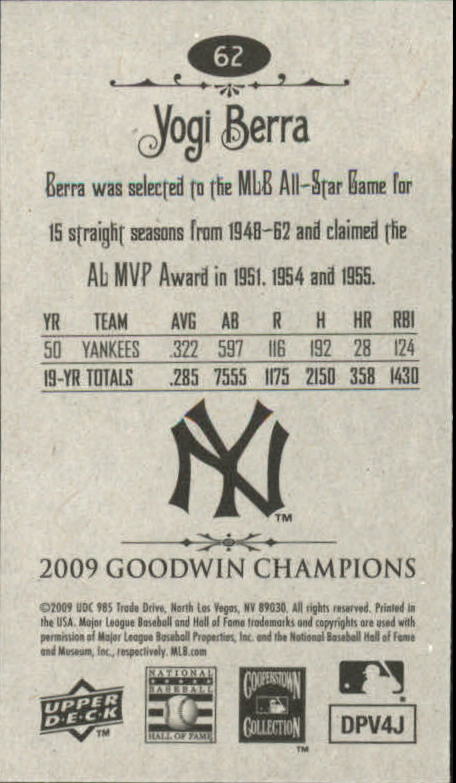 62
Yogi Berra
Berra was selected to the MLB All-Star Game for
15 straight seasons from 1948-62 and claimed the
AL MVP Award in 1951, 1954 and 1955.
YR TEAM AVG AB R H HR RBI
50 YANKEES .322 597 116 192 28 124
19-YR TOTALS .285 7555 1175 2150 358 1430
NY
TM
2009 GOODWIN CHAMPIONS
©2009 UDC 985 Trade Drive, North Las Vegas, NV 89030. All rights reserved. Printed in
the USA. Major League Baseball and Hall of Fame trademarks and copyrights are used with
permission of Major League Baseball Properties, Inc. and the National Baseball Hall of Fame
and Museum, Inc., respectively. MLB.com
UPPER DECK TM
NATIONAL BASEBALL HALL OF FAME
COOPERSTOWN COLLECTION TM
DPV4J